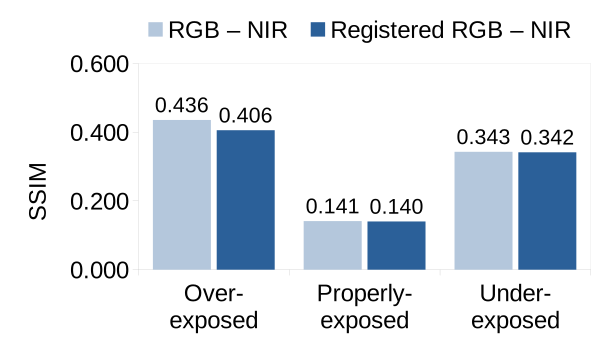 RGB – NIR Registered RGB – NIR
0.600
0.400
0.200
0.000
SSIM
0.436 0.406
0.141 0.140
0.343 0.342
Over-
exposed
Properly-
exposed
Under-
exposed